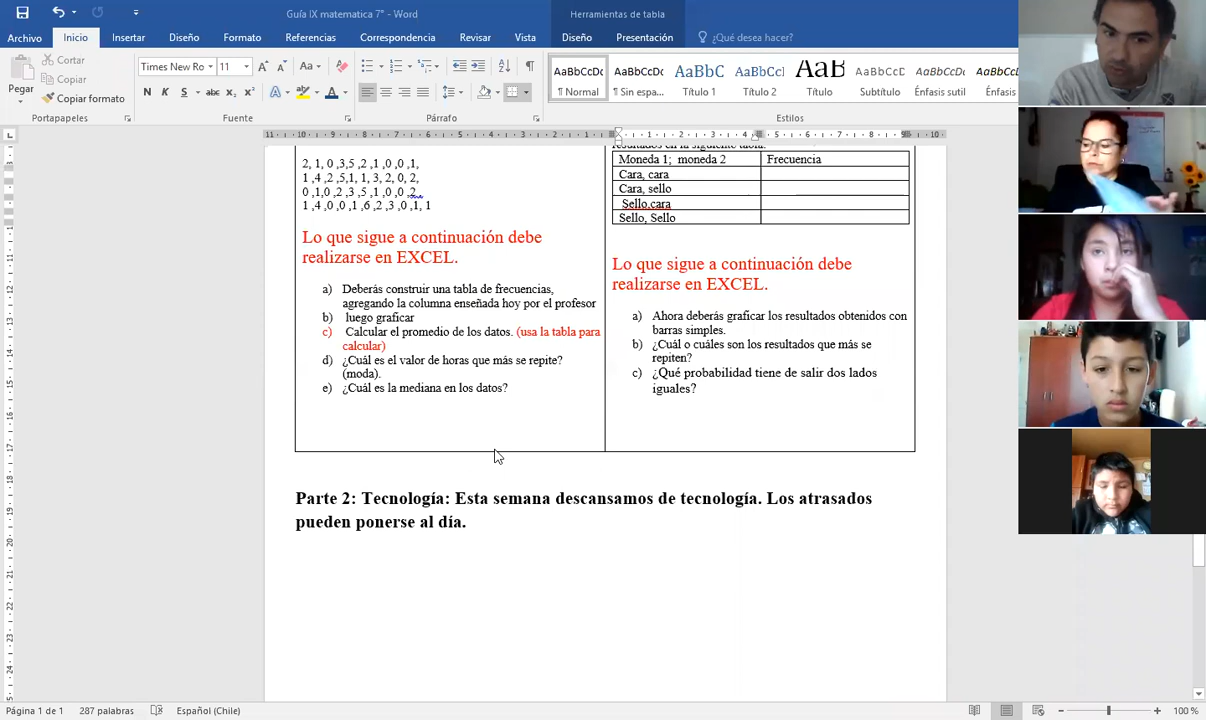 Guía IX matematica 7° - Word
Herramientas de tabla
Archivo Inicio Insertar Diseño Formato Referencias Correspondencia Revisar Vista Diseño Presentación ¿Qué desea hacer?
Pegar
Cortar
Copiar
Copiar formato
Portapapeles
Times New Ro 11
Fuente
Párrafo
AaBbCcDc AaBbCcDc AaBbC AaBbCcC AaB AaBbCcD AaBbCcDa AaBbCcDa
¶ Normal ¶ Sin espa... Título 1 Título 2 Título Subtítulo Énfasis sutil Énfasis
Estilos
2, 1, 0 ,3,5 ,2 ,1 ,0 ,0 ,1,
1 ,4 ,2 ,5,1, 1, 3, 2, 0, 2,
0 ,1,0 ,2 ,3 ,5 ,1 ,0 ,0 ,2,
1 ,4 ,0 ,0 ,1 ,6 ,2 ,3 ,0 ,1, 1
Lo que sigue a continuación debe
realizarse en EXCEL.
a) Deberás construir una tabla de frecuencias,
agregando la columna enseñada hoy por el profesor
b) luego graficar
c) Calcular el promedio de los datos. (usa la tabla para
calcular)
d) ¿Cuál es el valor de horas que más se repite?
(moda).
e) ¿Cuál es la mediana en los datos?
resultados en la siguiente tabla:
Moneda 1; moneda 2 Frecuencia
Cara, cara
Cara, sello
Sello,cara
Sello, Sello
Lo que sigue a continuación debe
realizarse en EXCEL.
a) Ahora deberás graficar los resultados obtenidos con
barras simples.
b) ¿Cuál o cuáles son los resultados que más se
repiten?
c) ¿Qué probabilidad tiene de salir dos lados
iguales?
Parte 2: Tecnología: Esta semana descansamos de tecnología. Los atrasados
pueden ponerse al día.
Página 1 de 1 287 palabras Español (Chile) 100 %